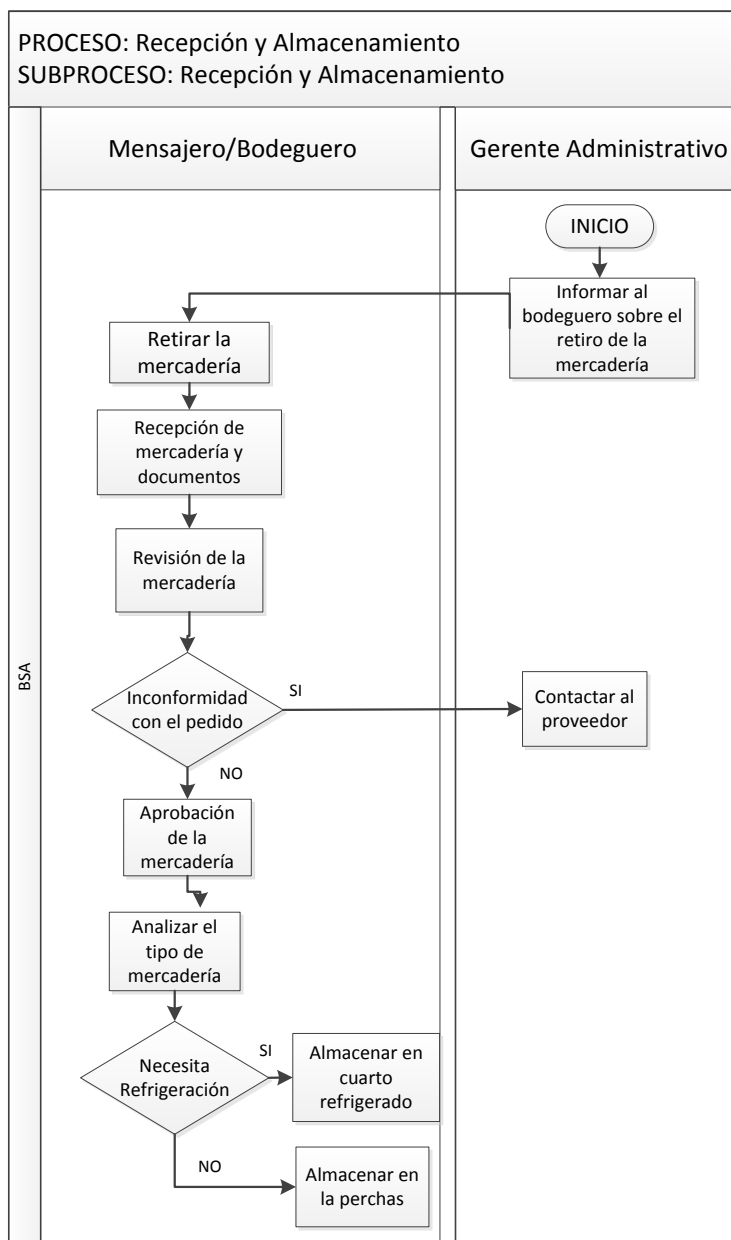 PROCESO: Recepción y Almacenamiento
SUBPROCESO: Recepción y Almacenamiento
BSA
Mensajero/Bodeguero
Gerente Administrativo
INICIO
Informar al
bodeguero sobre el
retiro de la
mercadería
Retirar la
mercadería
Recepción de
mercadería y
documentos
Revisión de la
mercadería
Inconformidad
con el pedido
SI
Contactar al
proveedor
NO
Aprobación
de la
mercadería
Analizar el
tipo de
mercadería
Necesita
Refrigeración
SI
Almacenar en
cuarto
refrigerado
NO
Almacenar en
la perchas